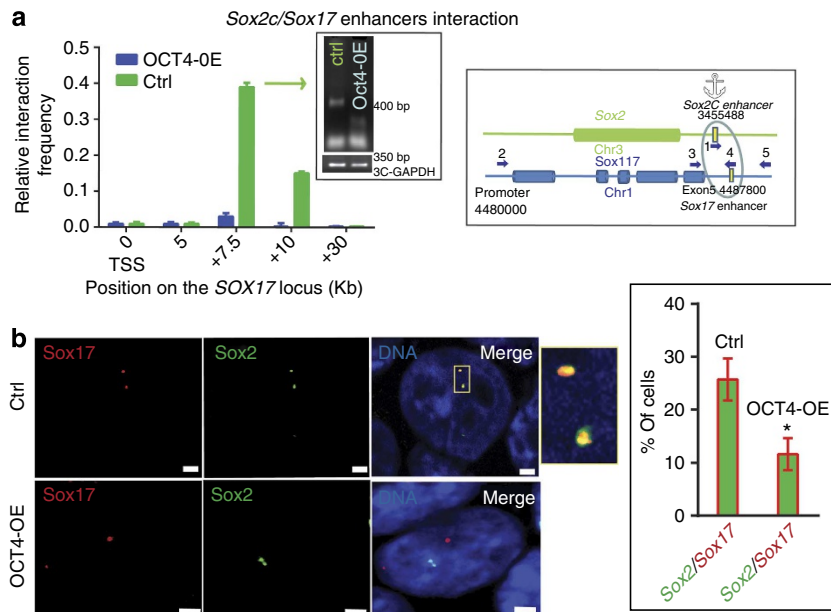 a
Sox2c/Sox17 enhancers interaction
Relative interaction
frequency
0.5
0.4
0.3
0.2
0.1
0.0
OCT4-0E
Ctrl
ctrl
Oct4-OE
400 bp
350 bp
3C-GAPDH
0
TSS
5
+7.5
+10
+30
Position on the SOX17 locus (Kb)
Sox2C enhancer
3455488
Sox2
Chr3
1
2
Sox117
3
4
5
Promoter
4480000
Chr1
Exon5 4487800
Sox17 enhancer
b
Ctrl
Sox17
Sox2
DNA
Merge
OCT4-OE
Sox17
Sox2
DNA
Merge
% Of cells
40
30
20
10
0
Ctrl
OCT4-OE
*
Sox2/Sox17
Sox2/Sox17